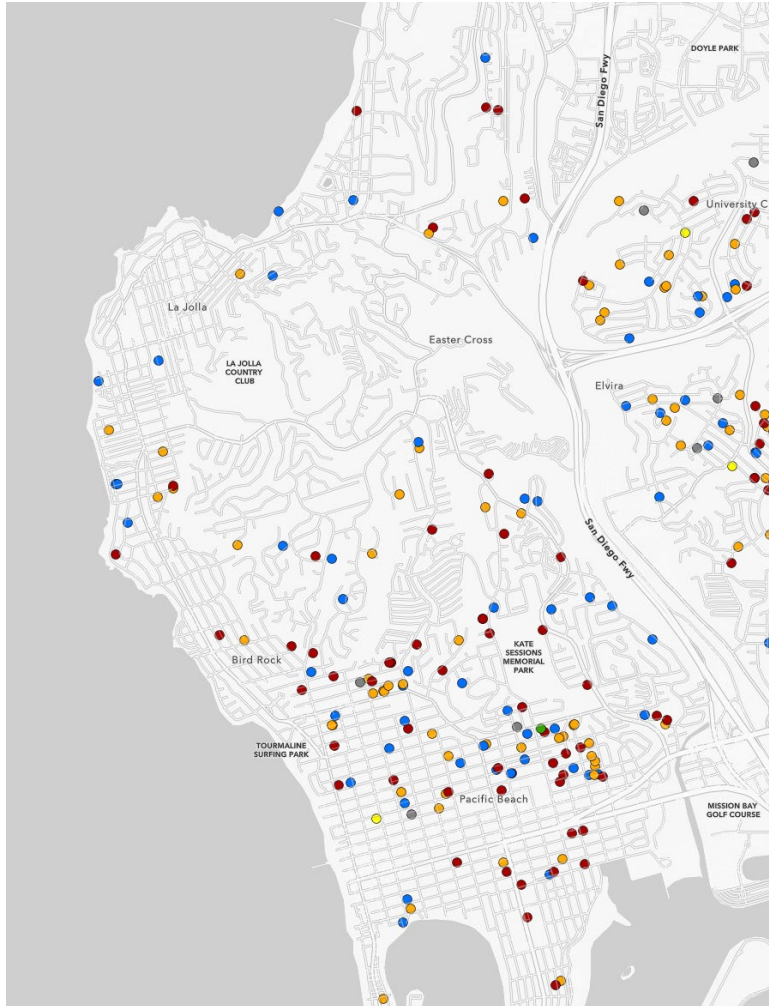 DOYLE PARK
San Diego Fwy
University C
La Jolla
Easter Cross
LA JOLLA
COUNTRY
CLUB
Elvira
San Diego Fwy
KATE
SESSIONS
MEMORIAL
PARK
Bird Rock
TOURMALINE
SURFING PARK
Pacific Beach
MISSION BAY
GOLF COURSE